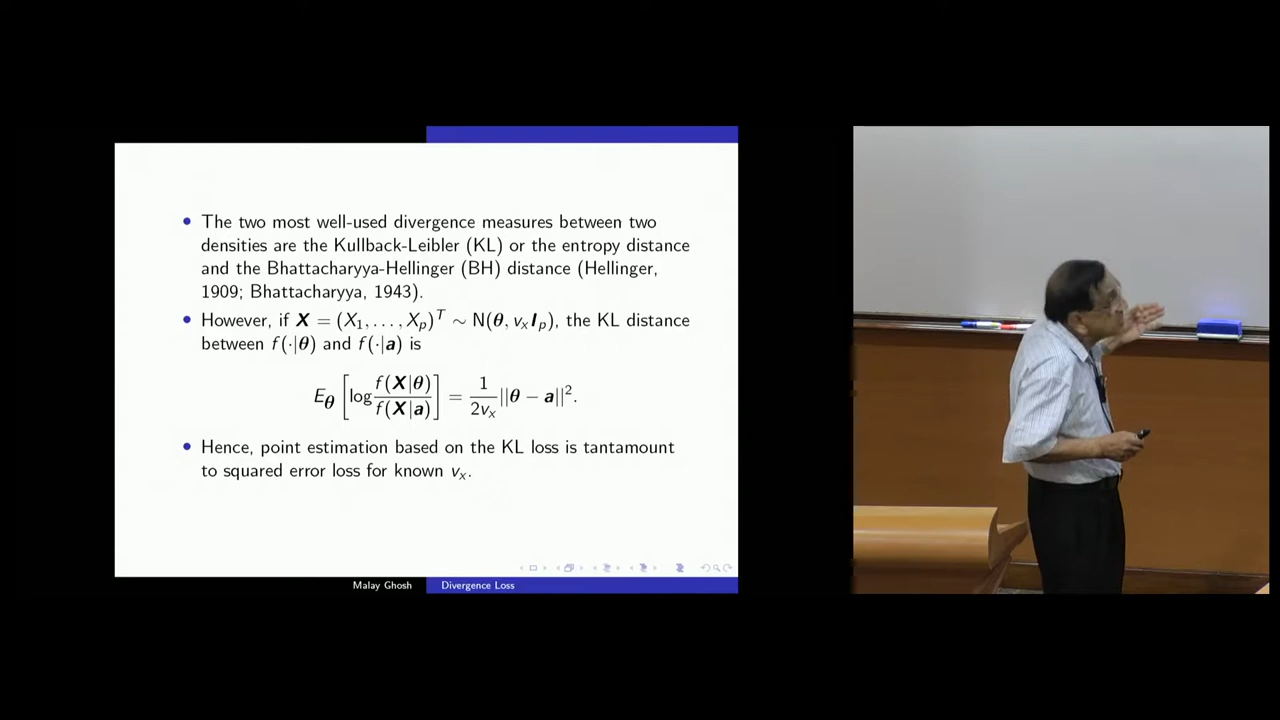 • The two most well-used divergence measures between two
densities are the Kullback-Leibler (KL) or the entropy distance
and the Bhattacharyya-Hellinger (BH) distance (Hellinger,
1909; Bhattacharyya, 1943).
• However, if X = (X₁, . . . , Xₚ)ᵀ ∼ N(θ, vₓIₚ), the KL distance
between f(·|θ) and f(·|a) is
E_θ [log f(X|θ)/f(X|a)] = 1/(2vₓ) ||θ − a||².
• Hence, point estimation based on the KL loss is tantamount
to squared error loss for known vₓ.
Malay Ghosh Divergence Loss